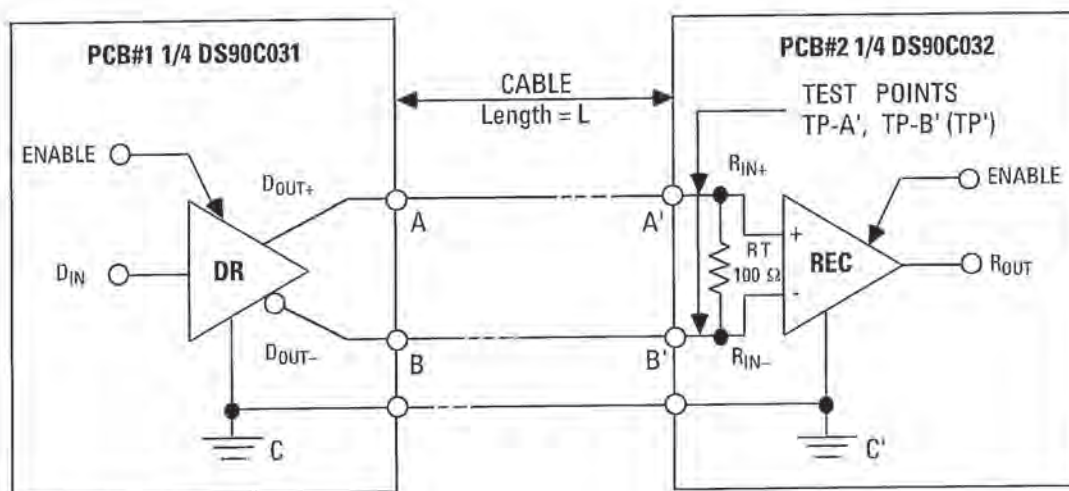 PCB#1 1/4 DS90C031
PCB#2 1/4 DS90C032
CABLE
Length = L
TEST POINTS
TP-A', TP-B' (TP')
ENABLE
DOUT+
RIN+
ENABLE
A
A'
DIN
DR
RT
100 Ω
+
-
REC
ROUT
DOUT–
B
B'
RIN–
C
C'